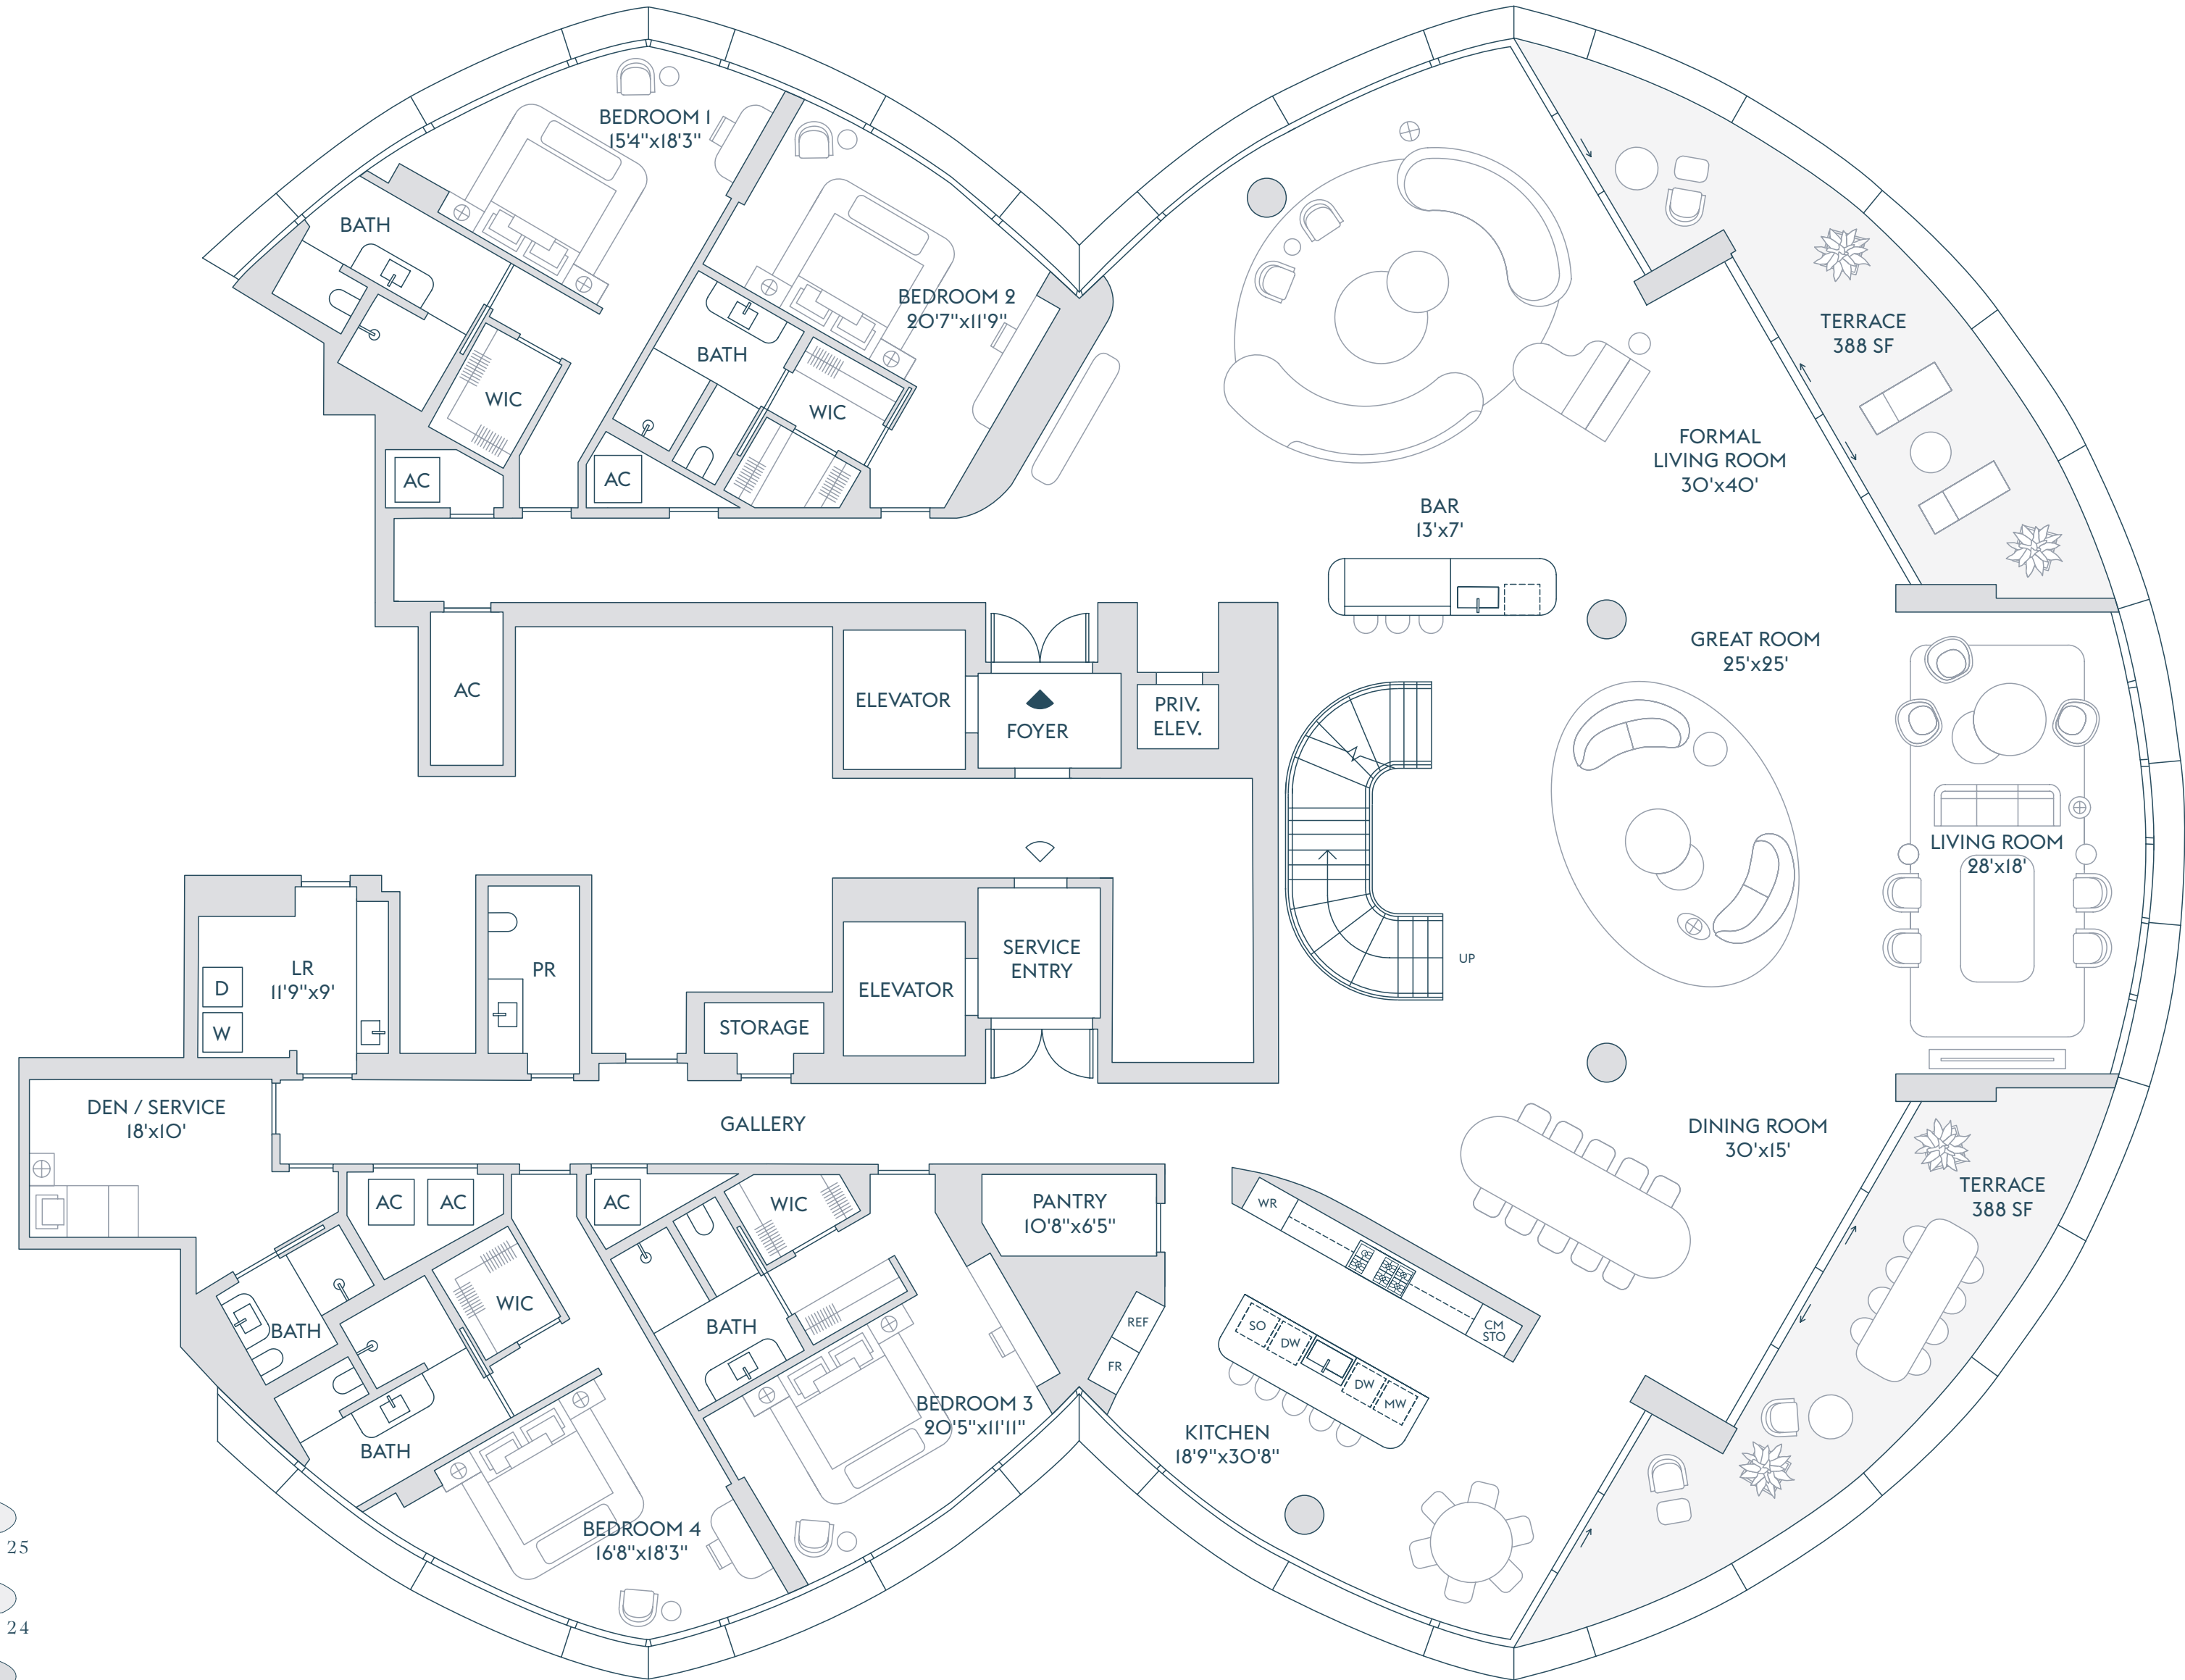 BEDROOM 1
15'4"x18'3"
BATH
BEDROOM 2
20'7"x11'9"
BATH
WIC
WIC
AC
AC
TERRACE
388 SF
FORMAL
LIVING ROOM
30'x40'
BAR
13'x7'
GREAT ROOM
25'x25'
AC
ELEVATOR
FOYER
PRIV.
ELEV.
LIVING ROOM
28'x18'
UP
LR
11'9"x9'
D
W
PR
STORAGE
ELEVATOR
SERVICE
ENTRY
DEN / SERVICE
18'x10'
GALLERY
DINING ROOM
30'x15'
TERRACE
388 SF
AC
AC
AC
WIC
PANTRY
10'8"x6'5"
WR
CM
STO
REF
FR
SO
DW
DW
MW
WIC
BATH
BATH
BATH
BEDROOM 3
20'5"x11'11"
KITCHEN
18'9"x30'8"
BEDROOM 4
16'8"x18'3"
25
24